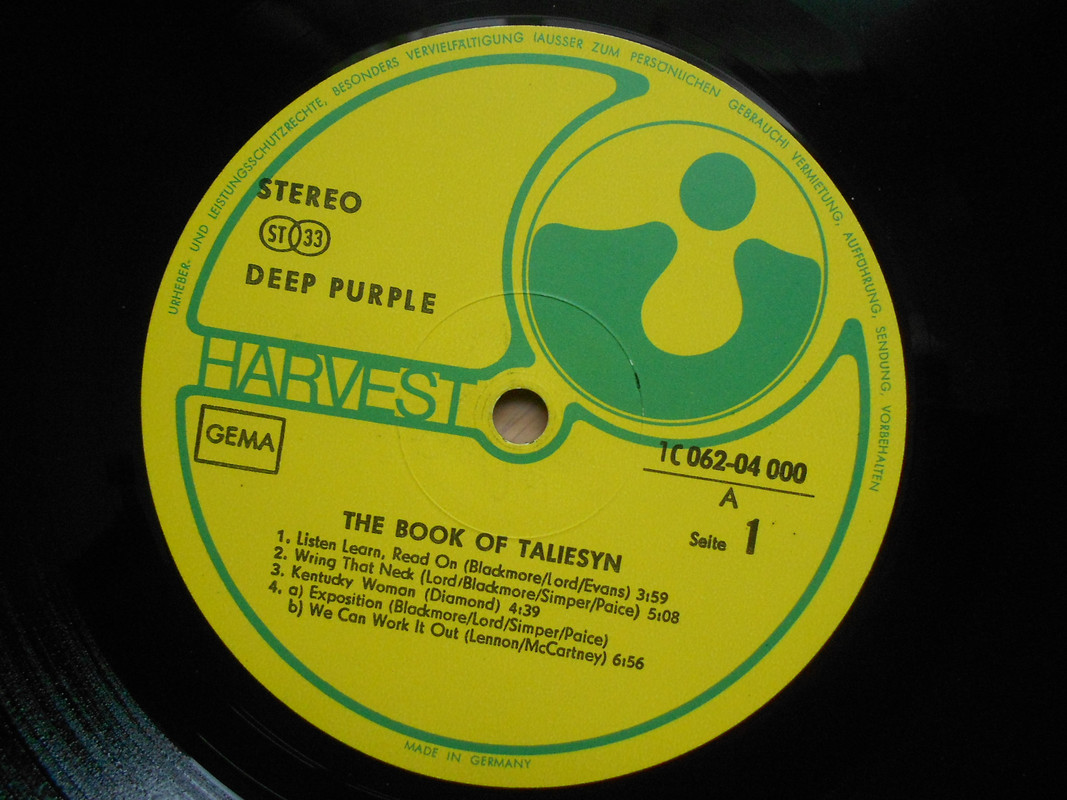 URHEBER- UND LEISTUNGSSCHUTZRECHTE, BESONDERS VERVIELFÄLTIGUNG (AUSSER ZUM PERSÖNLICHEN GEBRAUCH) VERMIETUNG, AUFFÜHRUNG, SENDUNG, VORBEHALTEN
STEREO
ST 33
DEEP PURPLE
HARVEST
GEMA
1C 062-04 000
A
Seite 1
THE BOOK OF TALIESYN
1. Listen Learn, Read On (Blackmore/Lord/Evans) 3:59
2. Wring That Neck (Lord/Blackmore/Simper/Paice) 5:08
3. Kentucky Woman (Diamond) 4:39
4. a) Exposition (Blackmore/Lord/Simper/Paice)
b) We Can Work It Out (Lennon/McCartney) 6:56
MADE IN GERMANY